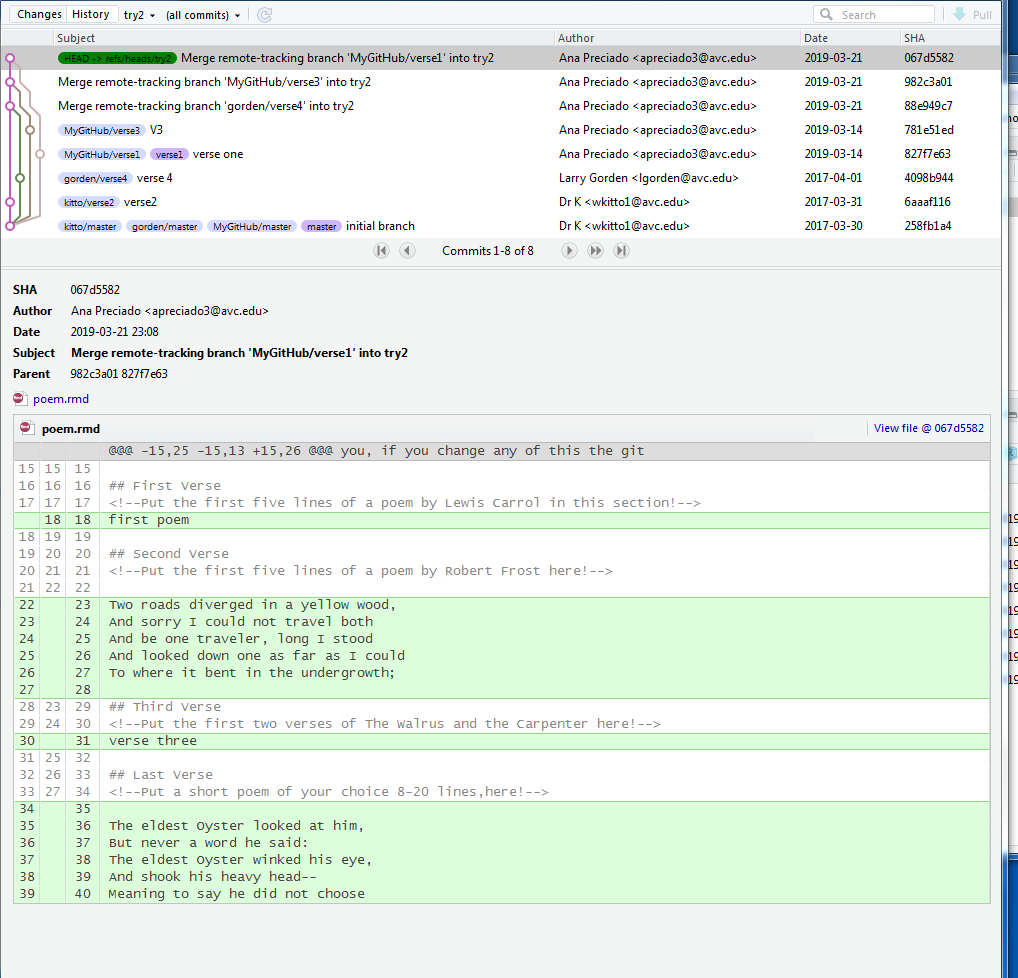 Changes History try2 (all commits) Search Pull
Subject Author Date SHA
HEAD -> refs/heads/try2 Merge remote-tracking branch 'MyGitHub/verse1' into try2 Ana Preciado <apreciado3@avc.edu> 2019-03-21 067d5582
Merge remote-tracking branch 'MyGitHub/verse3' into try2 Ana Preciado <apreciado3@avc.edu> 2019-03-21 982c3a01
Merge remote-tracking branch 'gorden/verse4' into try2 Ana Preciado <apreciado3@avc.edu> 2019-03-21 88e949c7
MyGitHub/verse3 V3 Ana Preciado <apreciado3@avc.edu> 2019-03-14 781e51ed
MyGitHub/verse1 verse1 verse one Ana Preciado <apreciado3@avc.edu> 2019-03-14 827f7e63
gorden/verse4 verse 4 Larry Gorden <lgorden@avc.edu> 2017-04-01 4098b944
kitto/verse2 verse2 Dr K <wkitto1@avc.edu> 2017-03-31 6aaaf116
kitto/master gorden/master MyGitHub/master master initial branch Dr K <wkitto1@avc.edu> 2017-03-30 258fb1a4
Commits 1-8 of 8
SHA 067d5582
Author Ana Preciado <apreciado3@avc.edu>
Date 2019-03-21 23:08
Subject Merge remote-tracking branch 'MyGitHub/verse1' into try2
Parent 982c3a01 827f7e63
poem.rmd
poem.rmd View file @ 067d5582
@@@ -15,25 -15,13 +15,26 @@@ you, if you change any of this the git
15 15 15
16 16 16 ## First Verse
17 17 17 <!--Put the first five lines of a poem by Lewis Carrol in this section!-->
18 18 first poem
18 19 19
19 20 20 ## Second Verse
20 21 21 <!--Put the first five lines of a poem by Robert Frost here!-->
21 22 22
22 23 Two roads diverged in a yellow wood,
23 24 And sorry I could not travel both
24 25 And be one traveler, long I stood
25 26 And looked down one as far as I could
26 27 To where it bent in the undergrowth;
27 28
28 23 29 ## Third Verse
29 24 30 <!--Put the first two verses of The Walrus and the Carpenter here!-->
30 31 verse three
31 25 32
32 26 33 ## Last Verse
33 27 34 <!--Put a short poem of your choice 8-20 lines,here!-->
34 35
35 36 The eldest Oyster looked at him,
36 37 But never a word he said:
37 38 The eldest Oyster winked his eye,
38 39 And shook his heavy head--
39 40 Meaning to say he did not choose